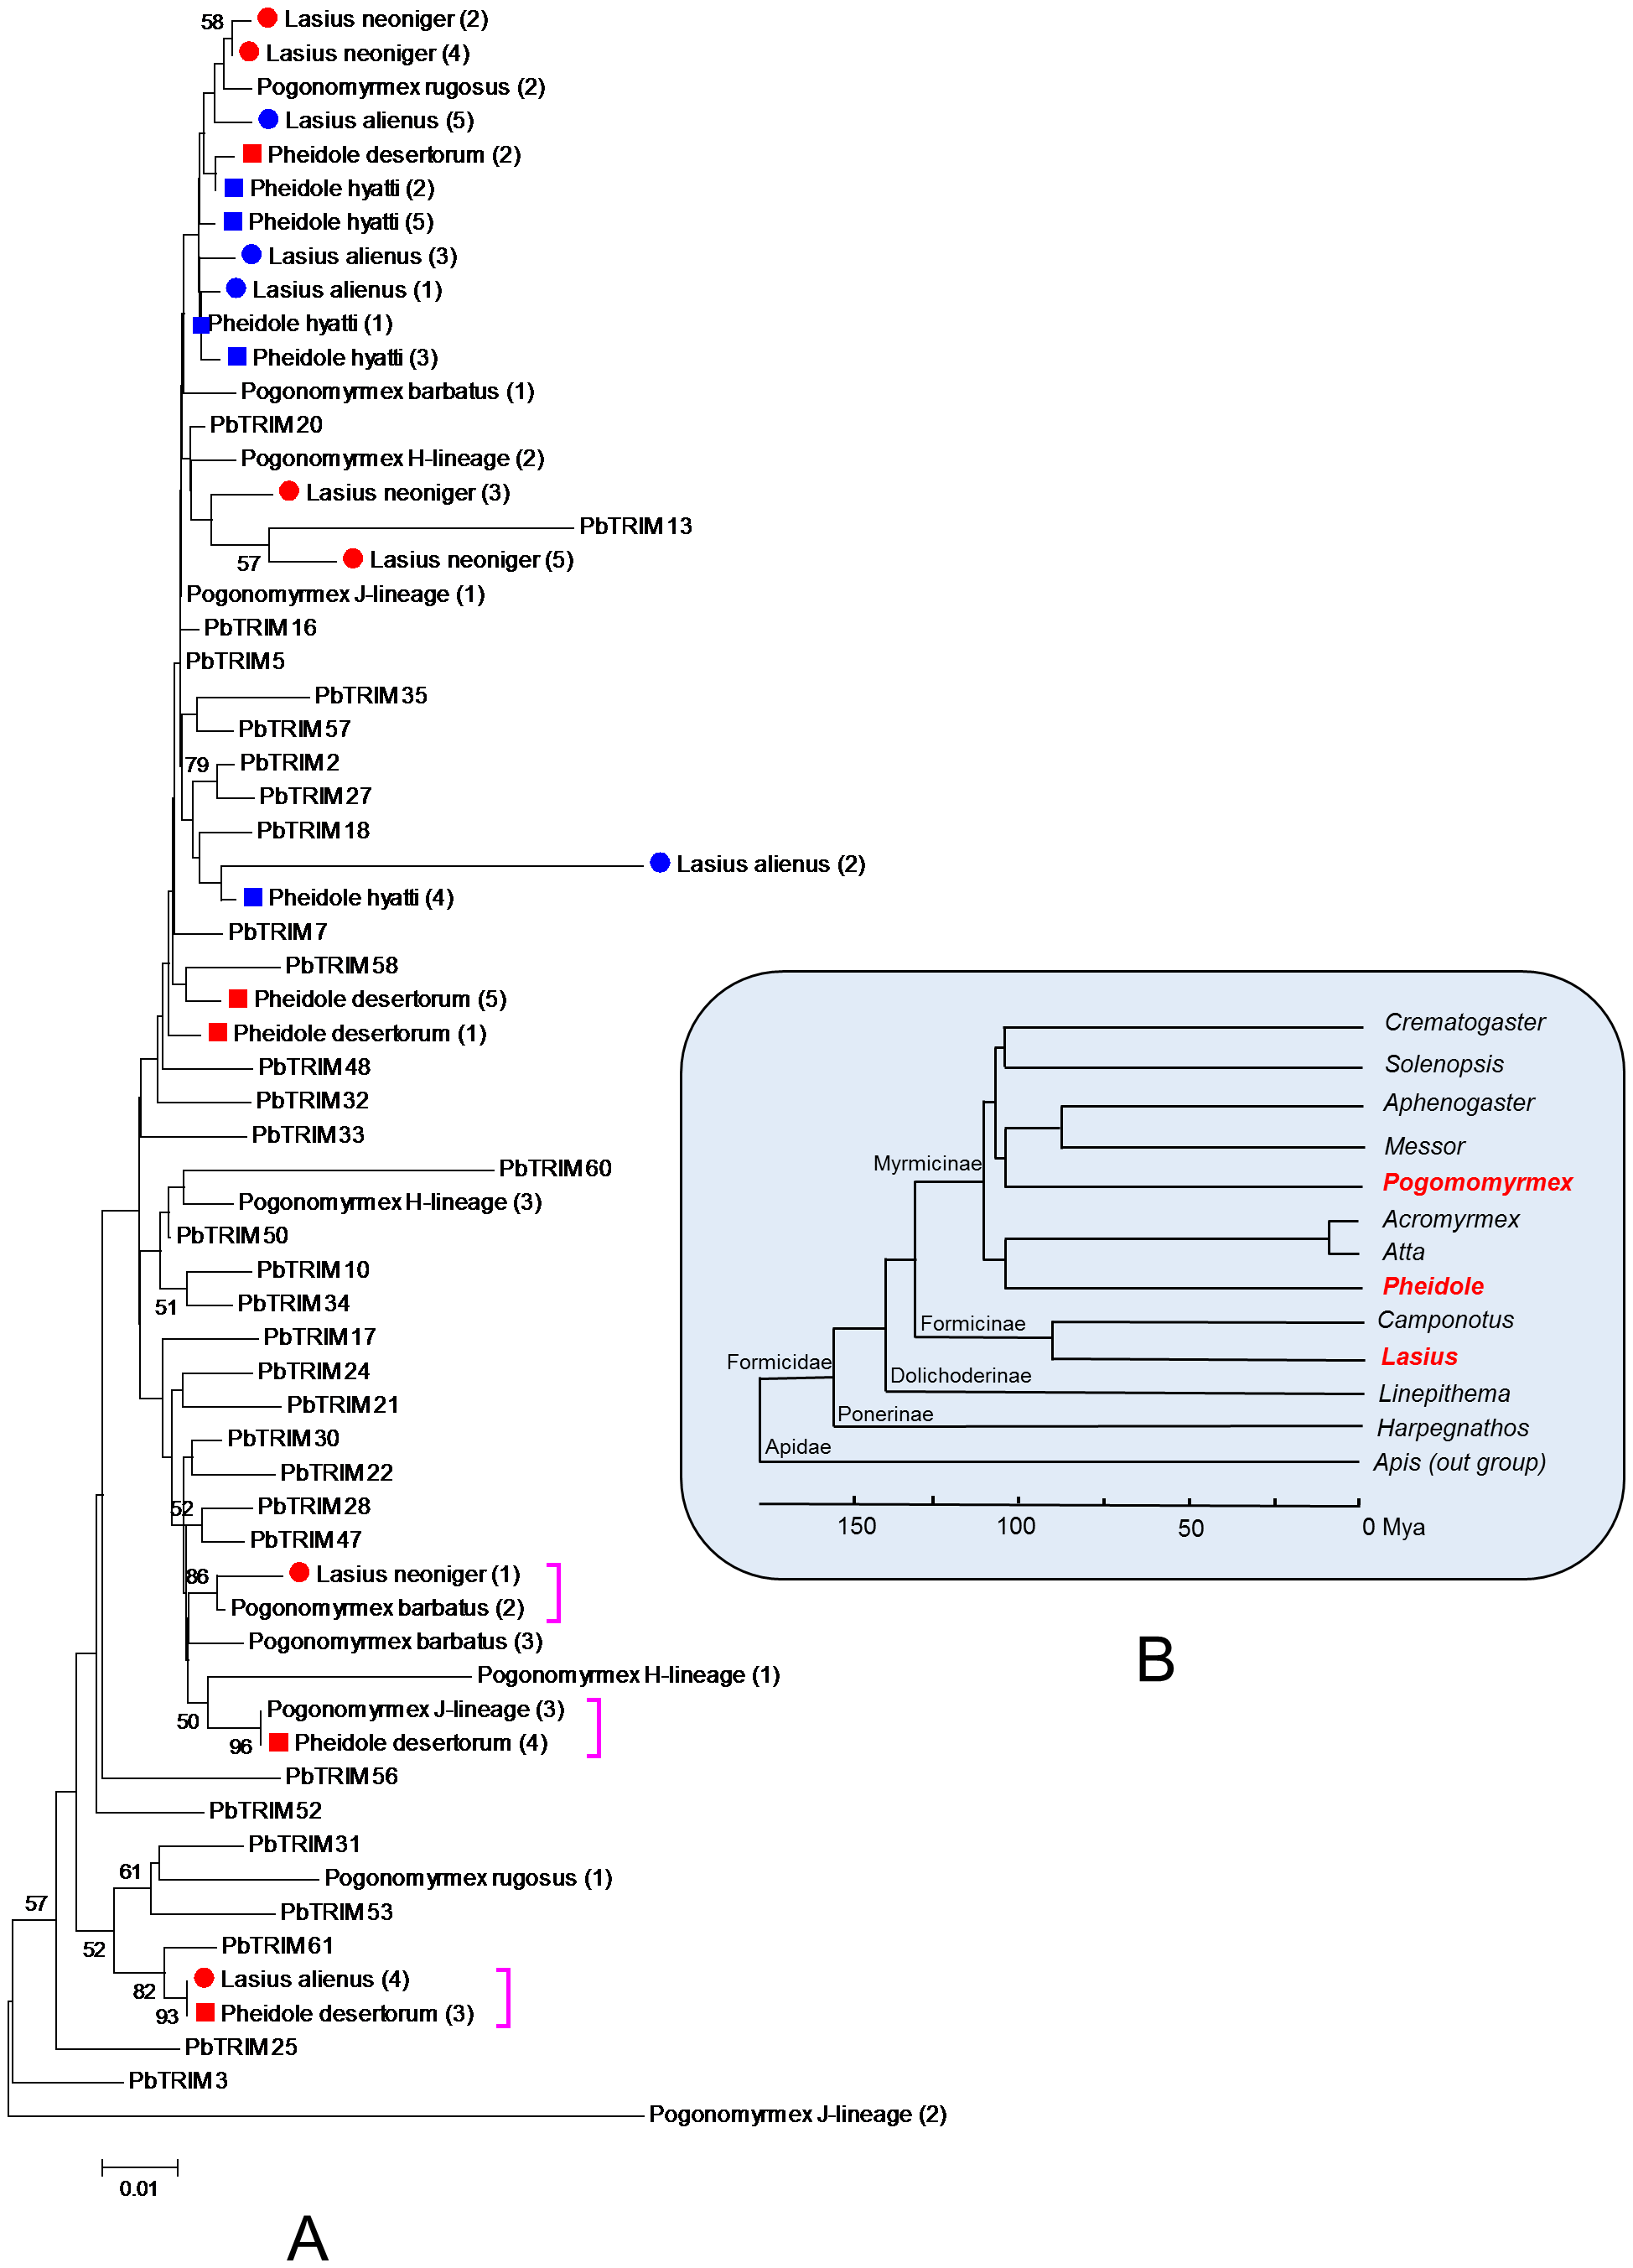 58
Lasius neoniger (2)
Lasius neoniger (4)
Pogonomyrmex rugosus (2)
Lasius alienus (5)
Pheidole desertorum (2)
Pheidole hyatti (2)
Pheidole hyatti (5)
Lasius alienus (3)
Lasius alienus (1)
Pheidole hyatti (1)
Pheidole hyatti (3)
Pogonomyrmex barbatus (1)
PbTRIM20
Pogonomyrmex H-lineage (2)
Lasius neoniger (3)
PbTRIM13
57
Lasius neoniger (5)
Pogonomyrmex J-lineage (1)
PbTRIM16
PbTRIM5
PbTRIM35
PbTRIM57
79
PbTRIM2
PbTRIM27
PbTRIM18
Lasius alienus (2)
Pheidole hyatti (4)
PbTRIM7
PbTRIM58
Pheidole desertorum (5)
Pheidole desertorum (1)
PbTRIM48
PbTRIM32
PbTRIM33
PbTRIM60
Pogonomyrmex H-lineage (3)
PbTRIM50
PbTRIM10
51
PbTRIM34
PbTRIM17
PbTRIM24
PbTRIM21
PbTRIM30
PbTRIM22
52
PbTRIM28
PbTRIM47
86
Lasius neoniger (1)
Pogonomyrmex barbatus (2)
Pogonomyrmex barbatus (3)
Pogonomyrmex H-lineage (1)
50
Pogonomyrmex J-lineage (3)
96
Pheidole desertorum (4)
PbTRIM56
PbTRIM52
PbTRIM31
61
Pogonomyrmex rugosus (1)
57
PbTRIM53
52
PbTRIM61
82
Lasius alienus (4)
93
Pheidole desertorum (3)
PbTRIM25
PbTRIM3
Pogonomyrmex J-lineage (2)
0.01
A
Crematogaster
Solenopsis
Aphenogaster
Messor
Myrmicinae
Pogomomyrmex
Acromyrmex
Atta
Pheidole
Camponotus
Formicinae
Lasius
Formicidae
Dolichoderinae
Linepithema
Ponerinae
Harpegnathos
Apidae
Apis (out group)
150 100 50 0 Mya
B